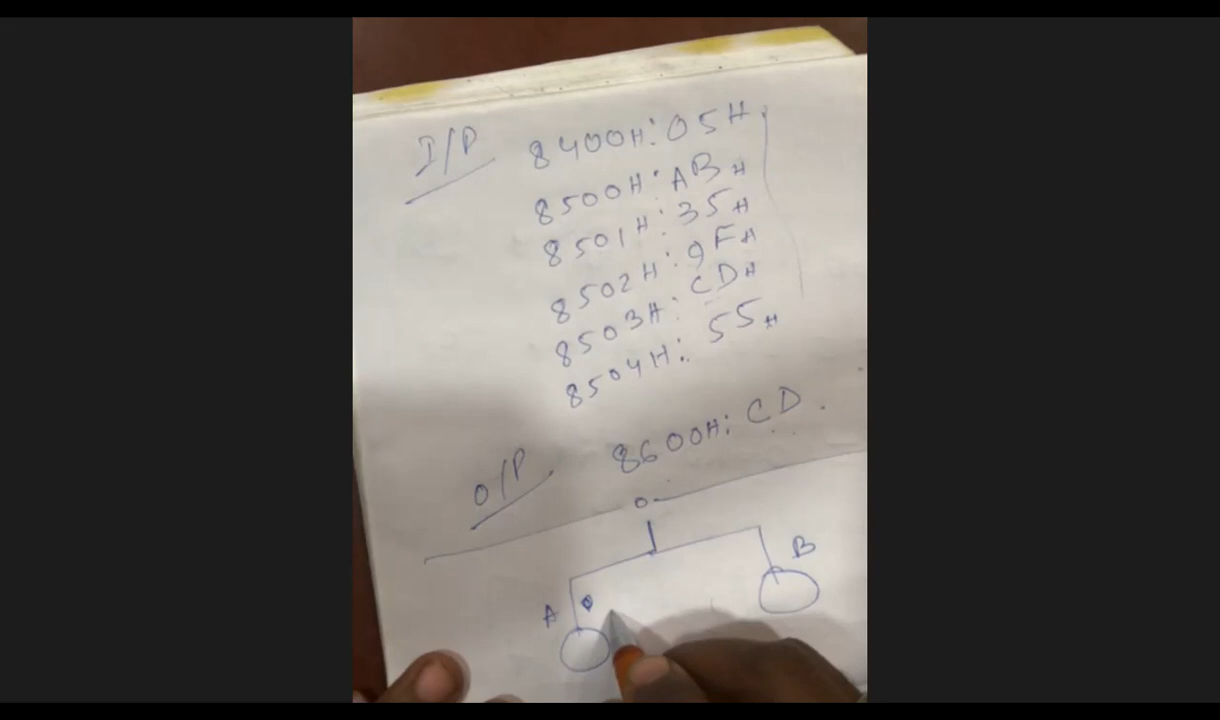 I/P
8400H: 05H
8500H: ABH
8501H: 35H
8502H: 9FH
8503H: CDH
8504H: 55H
O/P 8600H: CD.
A
B